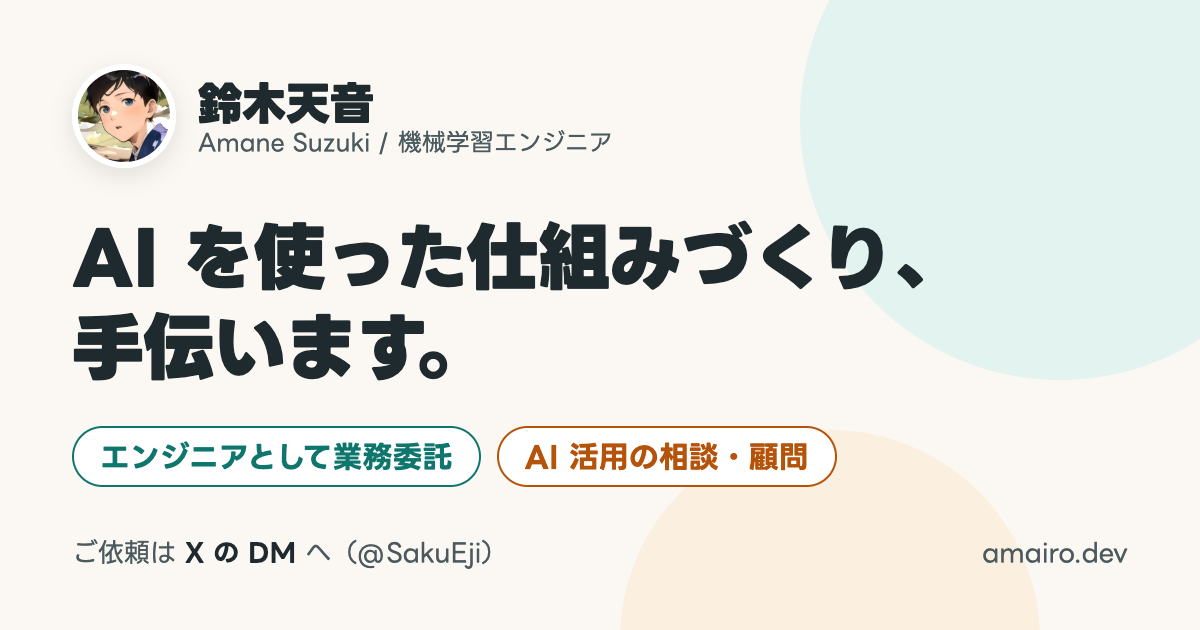 鈴木天音
Amane Suzuki / 機械学習エンジニア
AI を使った仕組みづくり、
手伝います。
エンジニアとして業務委託
AI 活用の相談・顧問
ご依頼は X の DM へ（@SakuEji）
amairo.dev